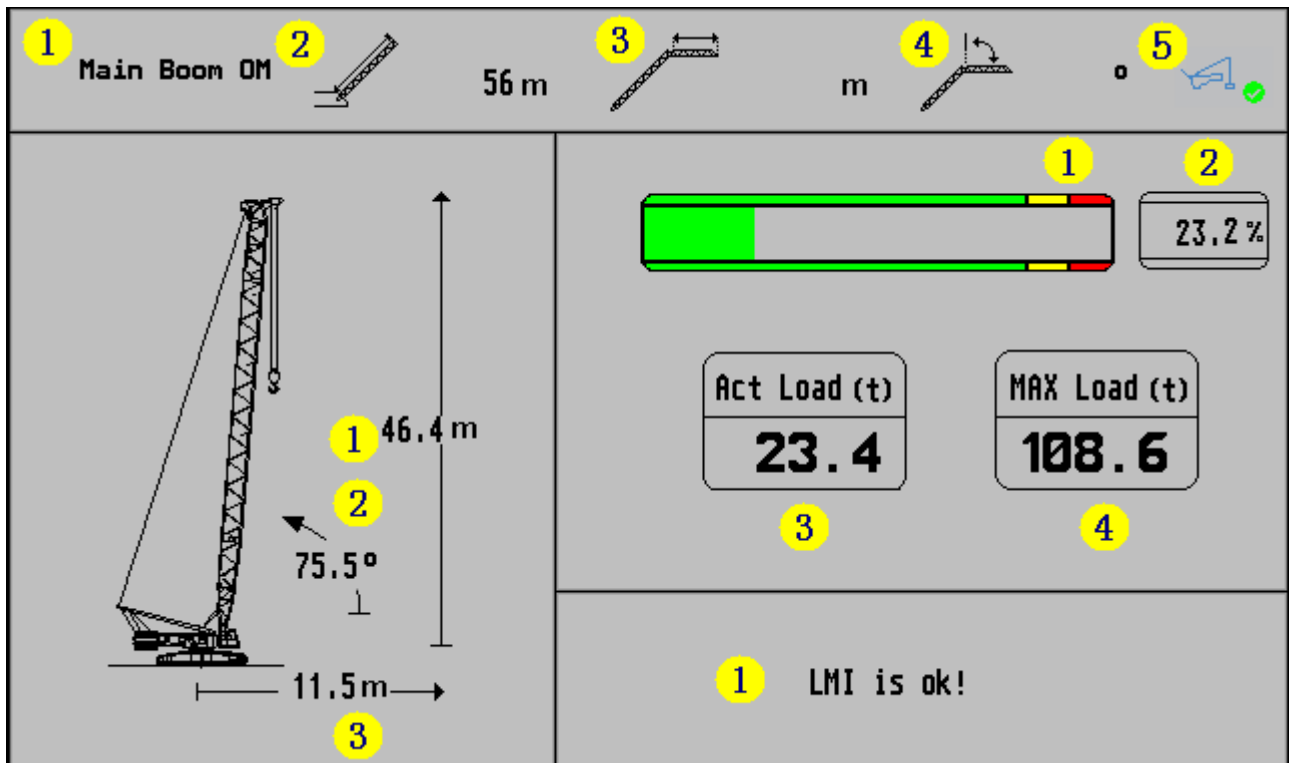 1 Main Boom OM 2 56 m 3 m 4 ° 5
1 2
23.2%
Act Load (t) MAX Load (t)
23.4 108.6
3 4
1 46.4 m
2
75.5°
11.5 m
3
1 LMI is ok!